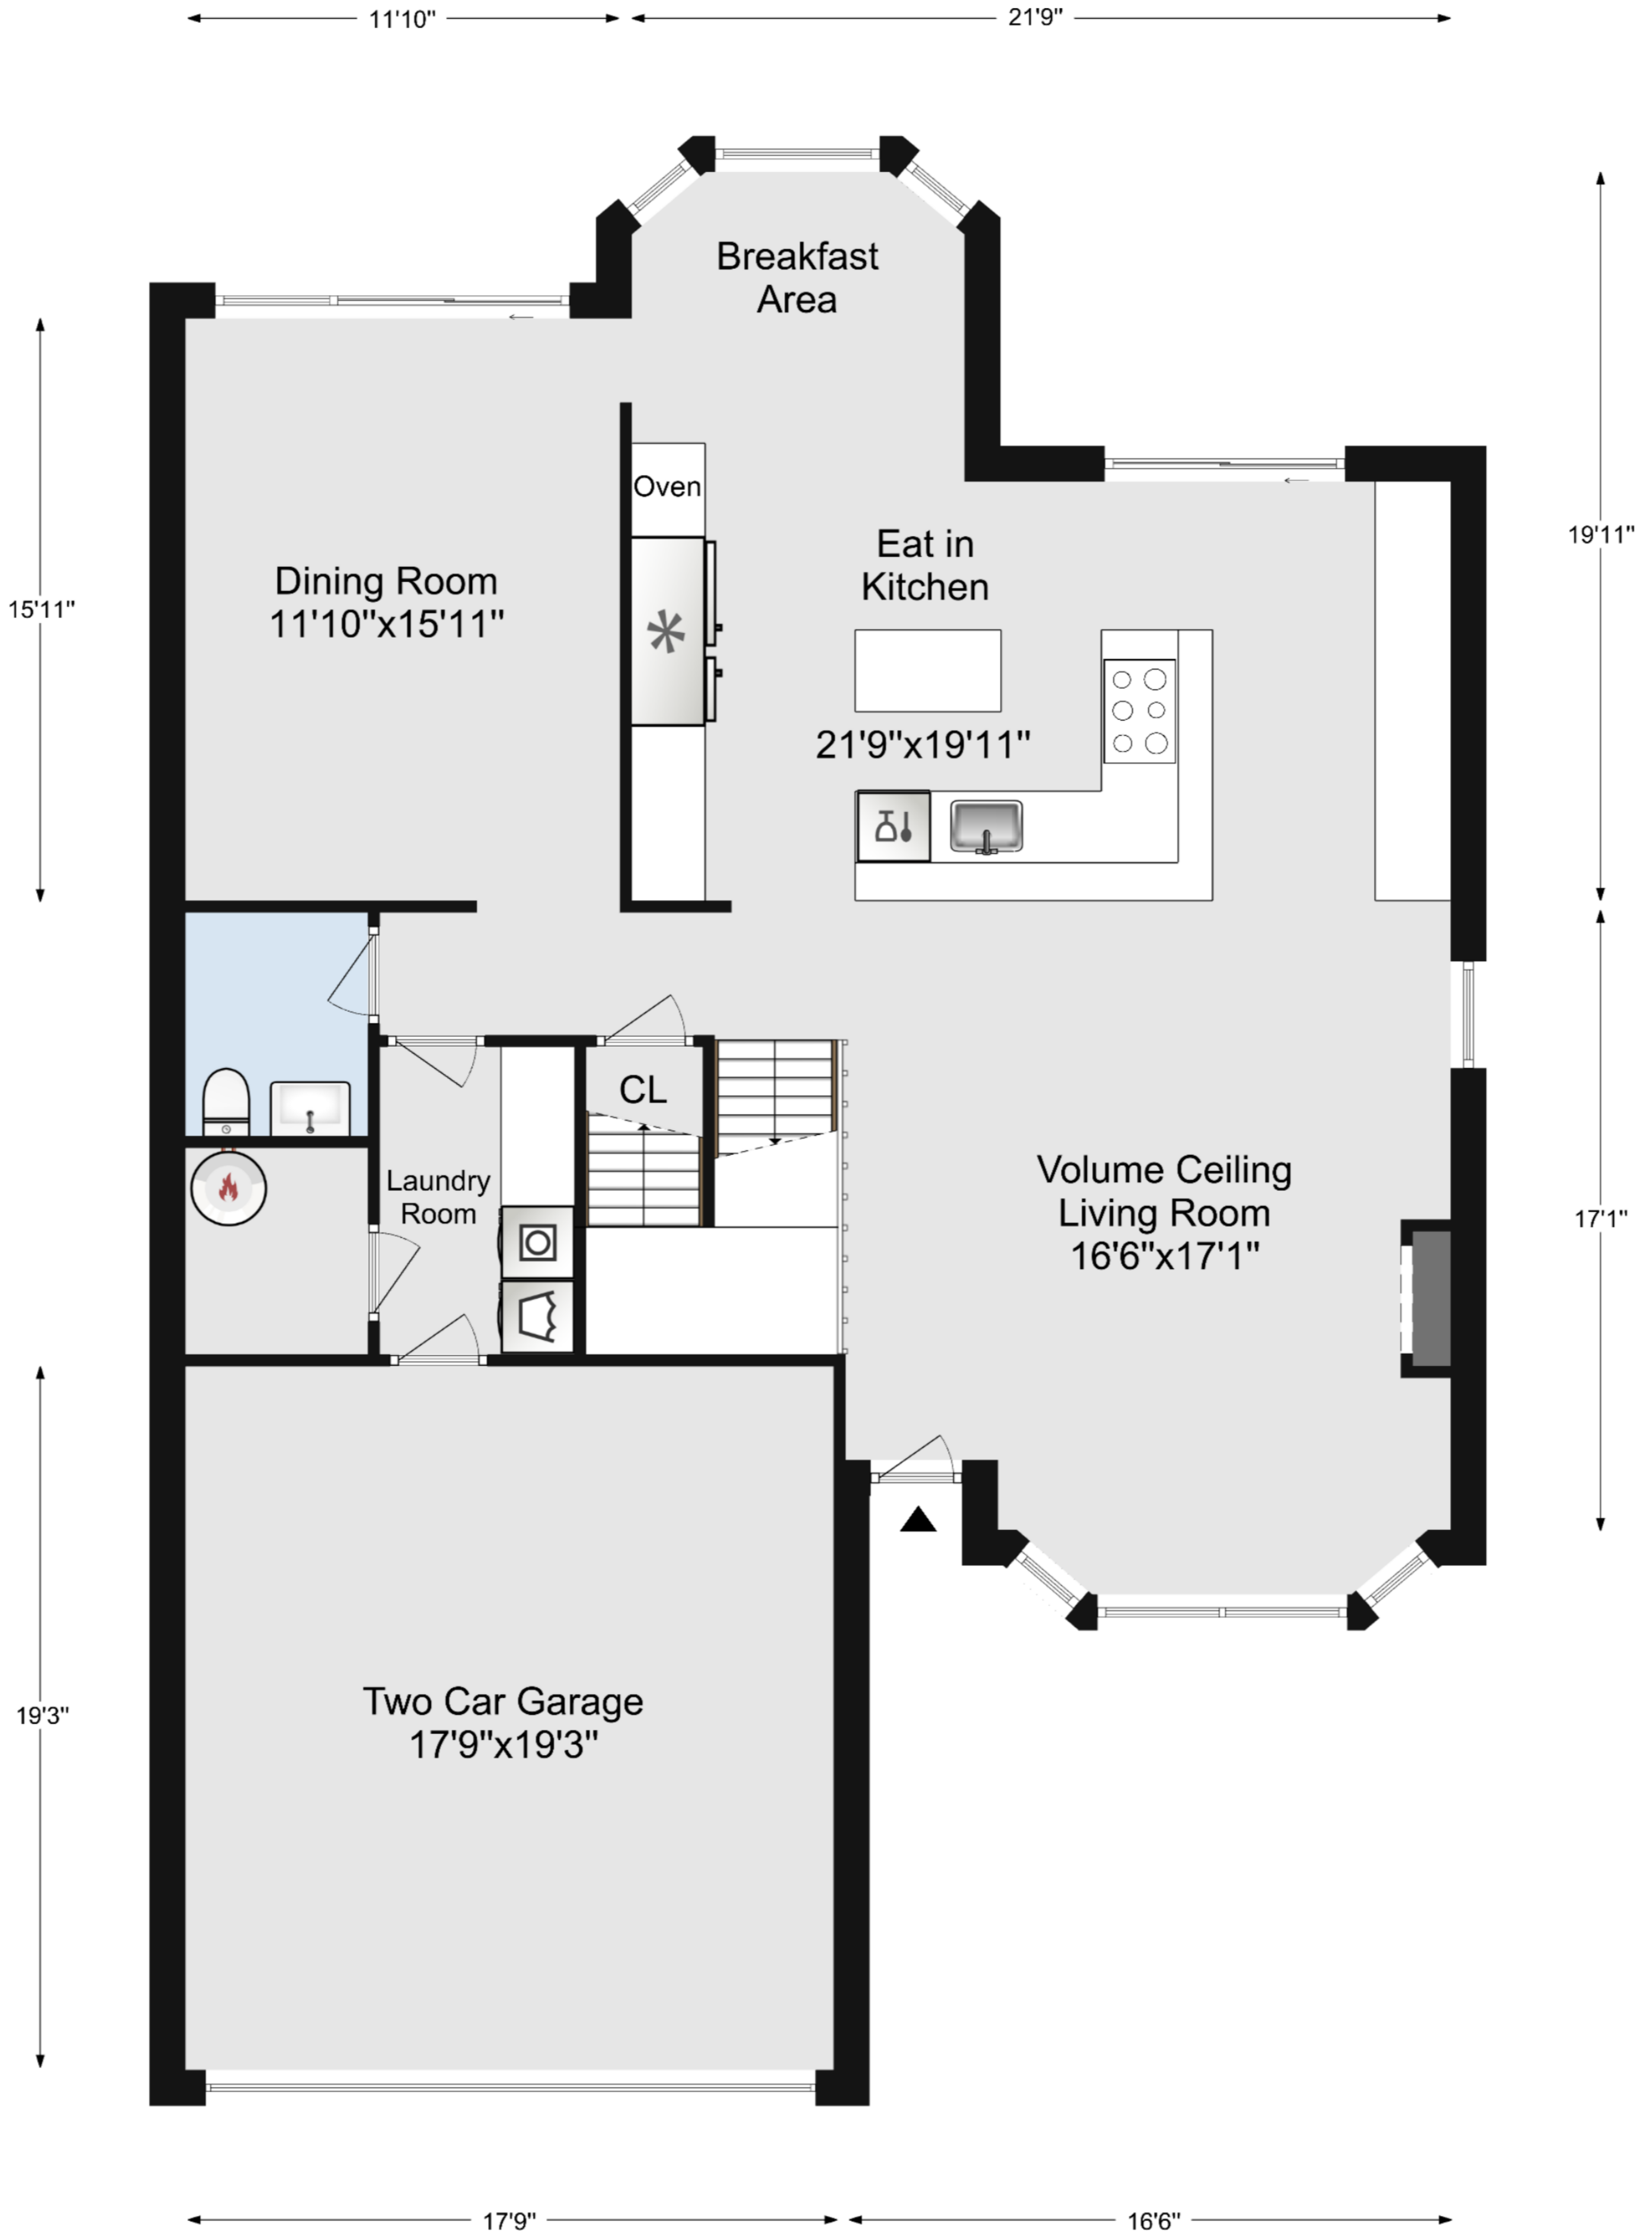 11'10"
21'9"
Breakfast
Area
Oven
Eat in
Kitchen
19'11"
Dining Room
11'10"x15'11"
15'11"
21'9"x19'11"
CL
Laundry
Room
Volume Ceiling
Living Room
16'6"x17'1"
17'1"
Two Car Garage
17'9"x19'3"
19'3"
17'9"
16'6"